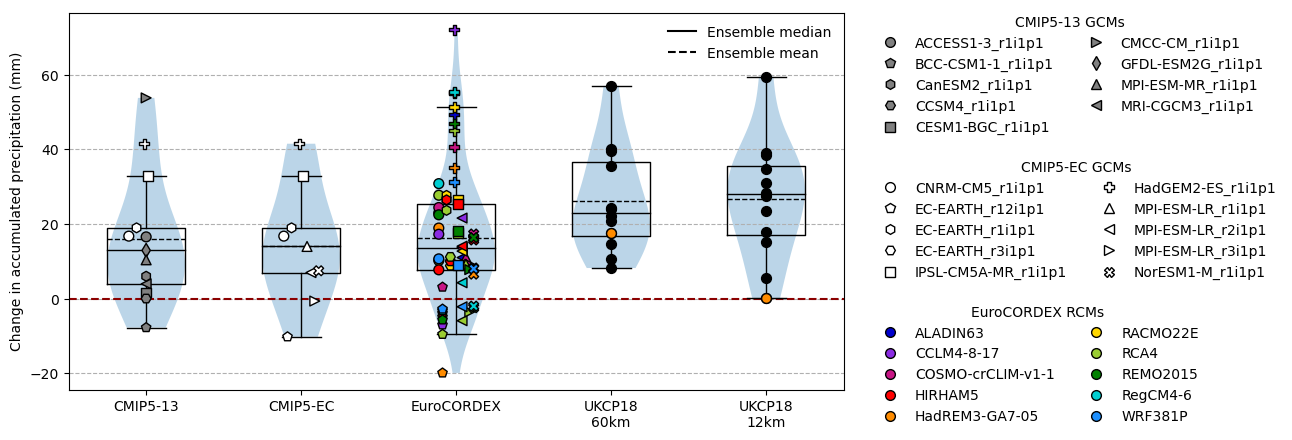 Change in accumulated precipitation (mm)
60
40
20
0
−20
Ensemble median
Ensemble mean
CMIP5-13
CMIP5-EC
EuroCORDEX
UKCP18
60km
UKCP18
12km
CMIP5-13 GCMs
ACCESS1-3_r1i1p1
BCC-CSM1-1_r1i1p1
CanESM2_r1i1p1
CCSM4_r1i1p1
CESM1-BGC_r1i1p1
CMCC-CM_r1i1p1
GFDL-ESM2G_r1i1p1
MPI-ESM-MR_r1i1p1
MRI-CGCM3_r1i1p1
CMIP5-EC GCMs
CNRM-CM5_r1i1p1
EC-EARTH_r12i1p1
EC-EARTH_r1i1p1
EC-EARTH_r3i1p1
IPSL-CM5A-MR_r1i1p1
HadGEM2-ES_r1i1p1
MPI-ESM-LR_r1i1p1
MPI-ESM-LR_r2i1p1
MPI-ESM-LR_r3i1p1
NorESM1-M_r1i1p1
EuroCORDEX RCMs
ALADIN63
CCLM4-8-17
COSMO-crCLIM-v1-1
HIRHAM5
HadREM3-GA7-05
RACMO22E
RCA4
REMO2015
RegCM4-6
WRF381P